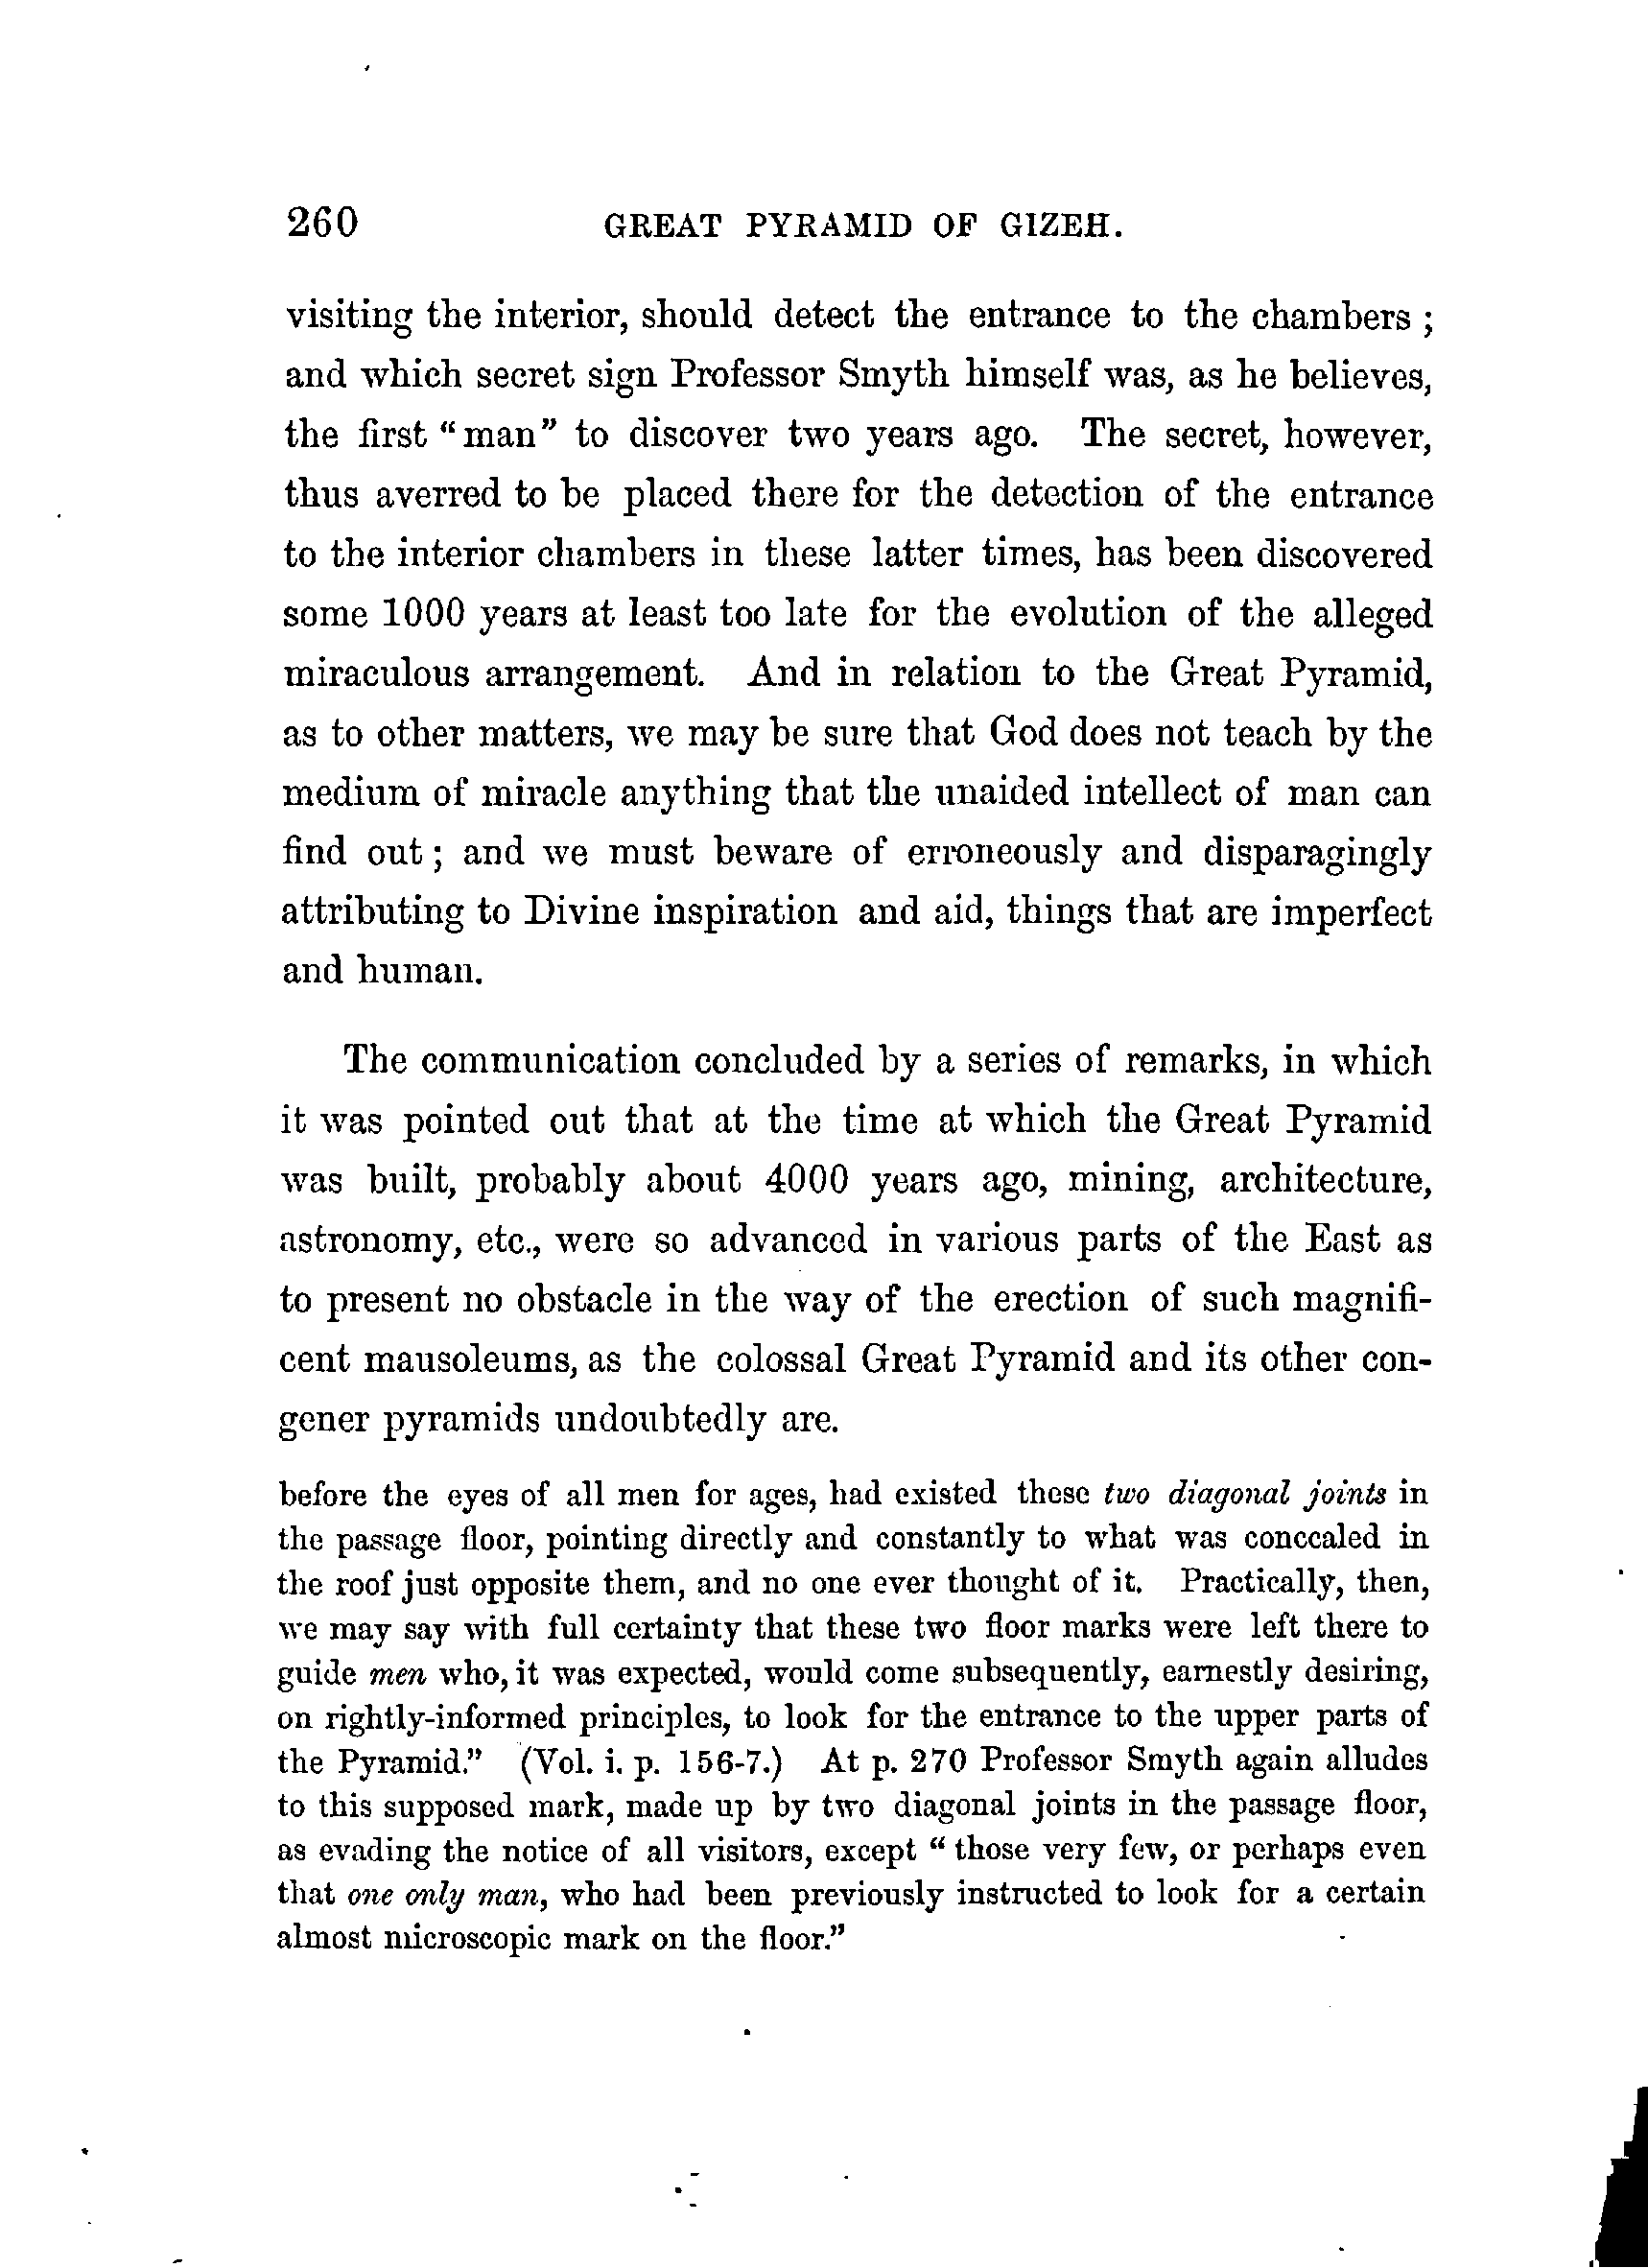 260 GREAT PYRAMID OF GIZEH.
visiting the interior, should detect the entrance to the chambers ;
and which secret sign Professor Smyth himself was, as he believes,
the first “man” to discover two years ago. The secret, however,
thus averred to be placed there for the detection of the entrance
to the interior chambers in these latter times, has been discovered
some 1000 years at least too late for the evolution of the alleged
miraculous arrangement. And in relation to the Great Pyramid,
as to other matters, we may be sure that God does not teach by the
medium of miracle anything that the unaided intellect of man can
find out ; and we must beware of erroneously and disparagingly
attributing to Divine inspiration and aid, things that are imperfect
and human.
The communication concluded by a series of remarks, in which
it was pointed out that at the time at which the Great Pyramid
was built, probably about 4000 years ago, mining, architecture,
astronomy, etc., were so advanced in various parts of the East as
to present no obstacle in the way of the erection of such magnifi-
cent mausoleums, as the colossal Great Pyramid and its other con-
gener pyramids undoubtedly are.
before the eyes of all men for ages, had existed these two diagonal joints in
the passage floor, pointing directly and constantly to what was concealed in
the roof just opposite them, and no one ever thought of it. Practically, then,
we may say with full certainty that these two floor marks were left there to
guide men who, it was expected, would come subsequently, earnestly desiring,
on rightly-informed principles, to look for the entrance to the upper parts of
the Pyramid.” (Vol. i. p. 156-7.) At p. 270 Professor Smyth again alludes
to this supposed mark, made up by two diagonal joints in the passage floor,
as evading the notice of all visitors, except “ those very few, or perhaps even
that one only man, who had been previously instructed to look for a certain
almost microscopic mark on the floor.”